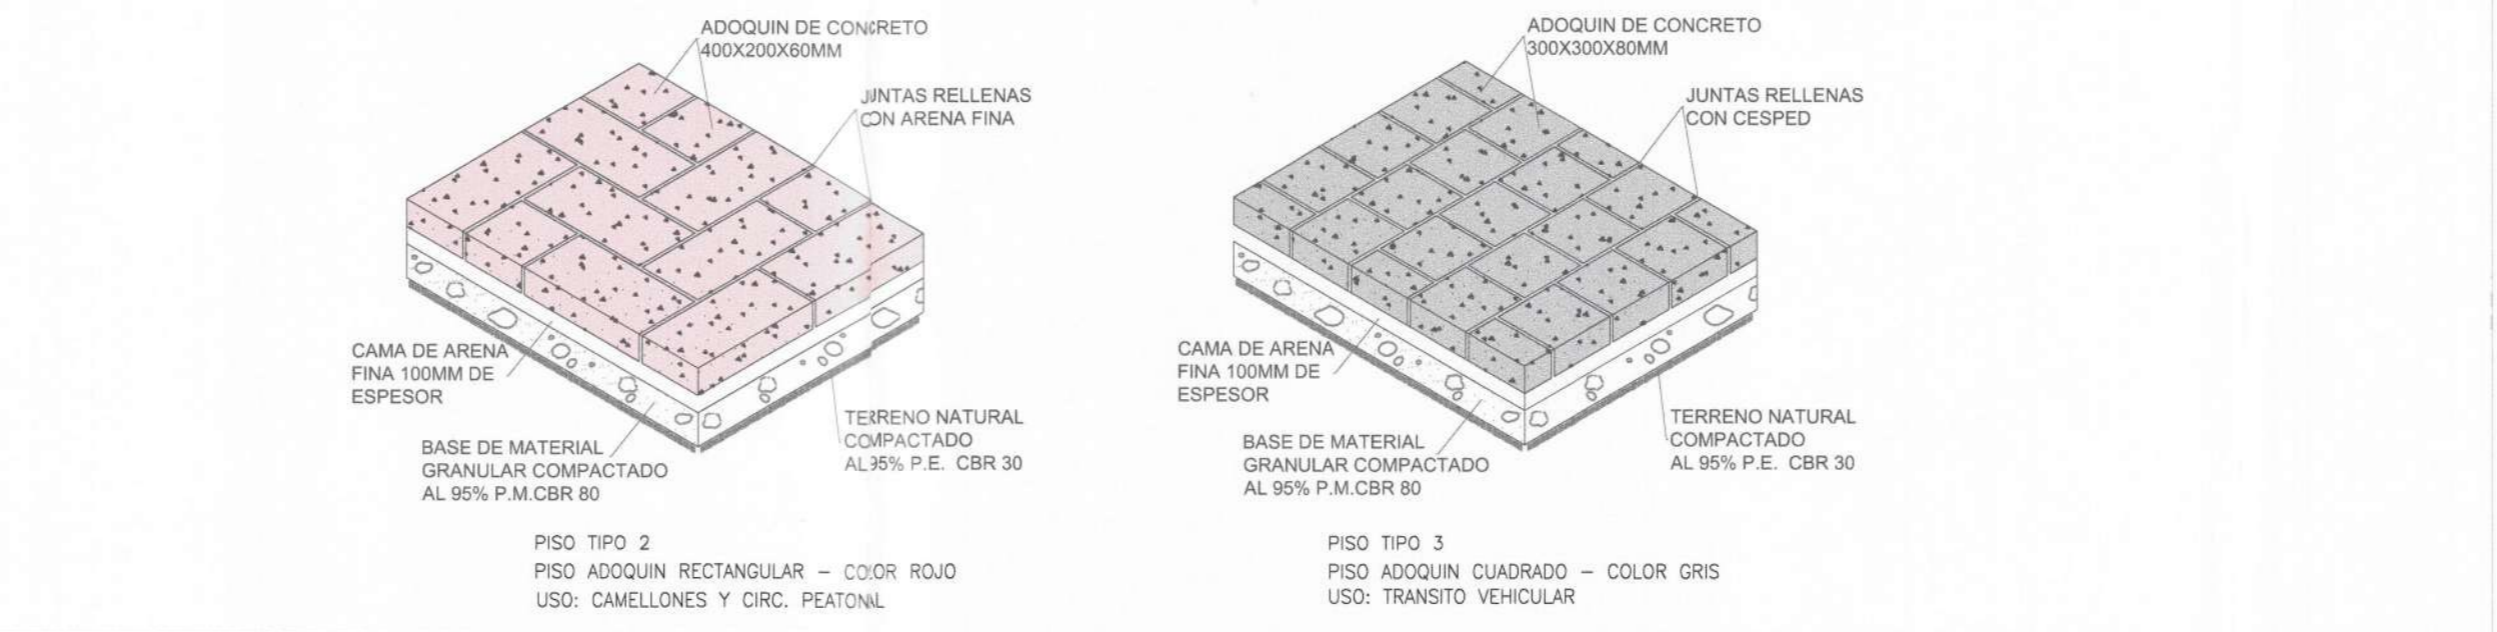 ADOQUIN DE CONCRETO
400X200X60MM
JUNTAS RELLENAS
CON ARENA FINA
CAMA DE ARENA
FINA 100MM DE
ESPESOR
BASE DE MATERIAL
GRANULAR COMPACTADO
AL 95% P.M.CBR 80
TERRENO NATURAL
COMPACTADO
AL 95% P.E. CBR 30
PISO TIPO 2
PISO ADOQUIN RECTANGULAR – COLOR ROJO
USO: CAMELLONES Y CIRC. PEATONAL
ADOQUIN DE CONCRETO
300X300X80MM
JUNTAS RELLENAS
CON CESPED
CAMA DE ARENA
FINA 100MM DE
ESPESOR
BASE DE MATERIAL
GRANULAR COMPACTADO
AL 95% P.M.CBR 80
TERRENO NATURAL
COMPACTADO
AL 95% P.E. CBR 30
PISO TIPO 3
PISO ADOQUIN CUADRADO – COLOR GRIS
USO: TRANSITO VEHICULAR